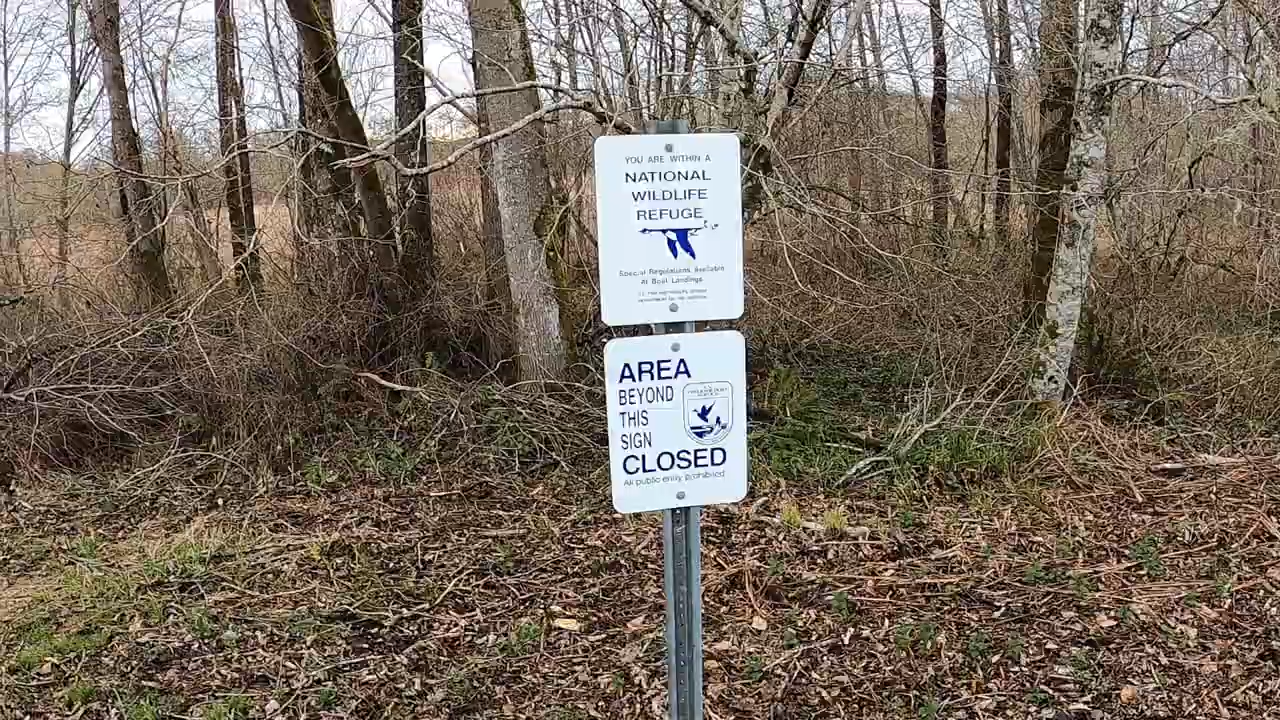 YOU ARE WITHIN A
NATIONAL
WILDLIFE
REFUGE
Special Regulations Available
At Boat Landings
AREA
BEYOND
THIS
SIGN
CLOSED
All public entry prohibited